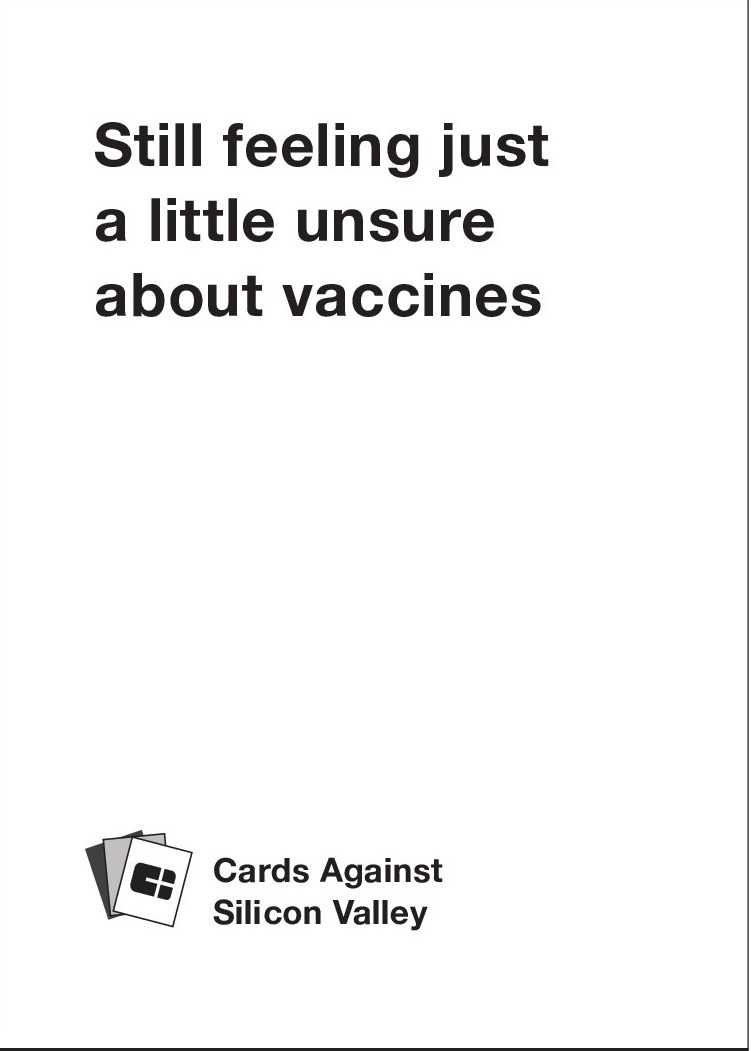 Still feeling just
a little unsure
about vaccines
Cards Against
Silicon Valley